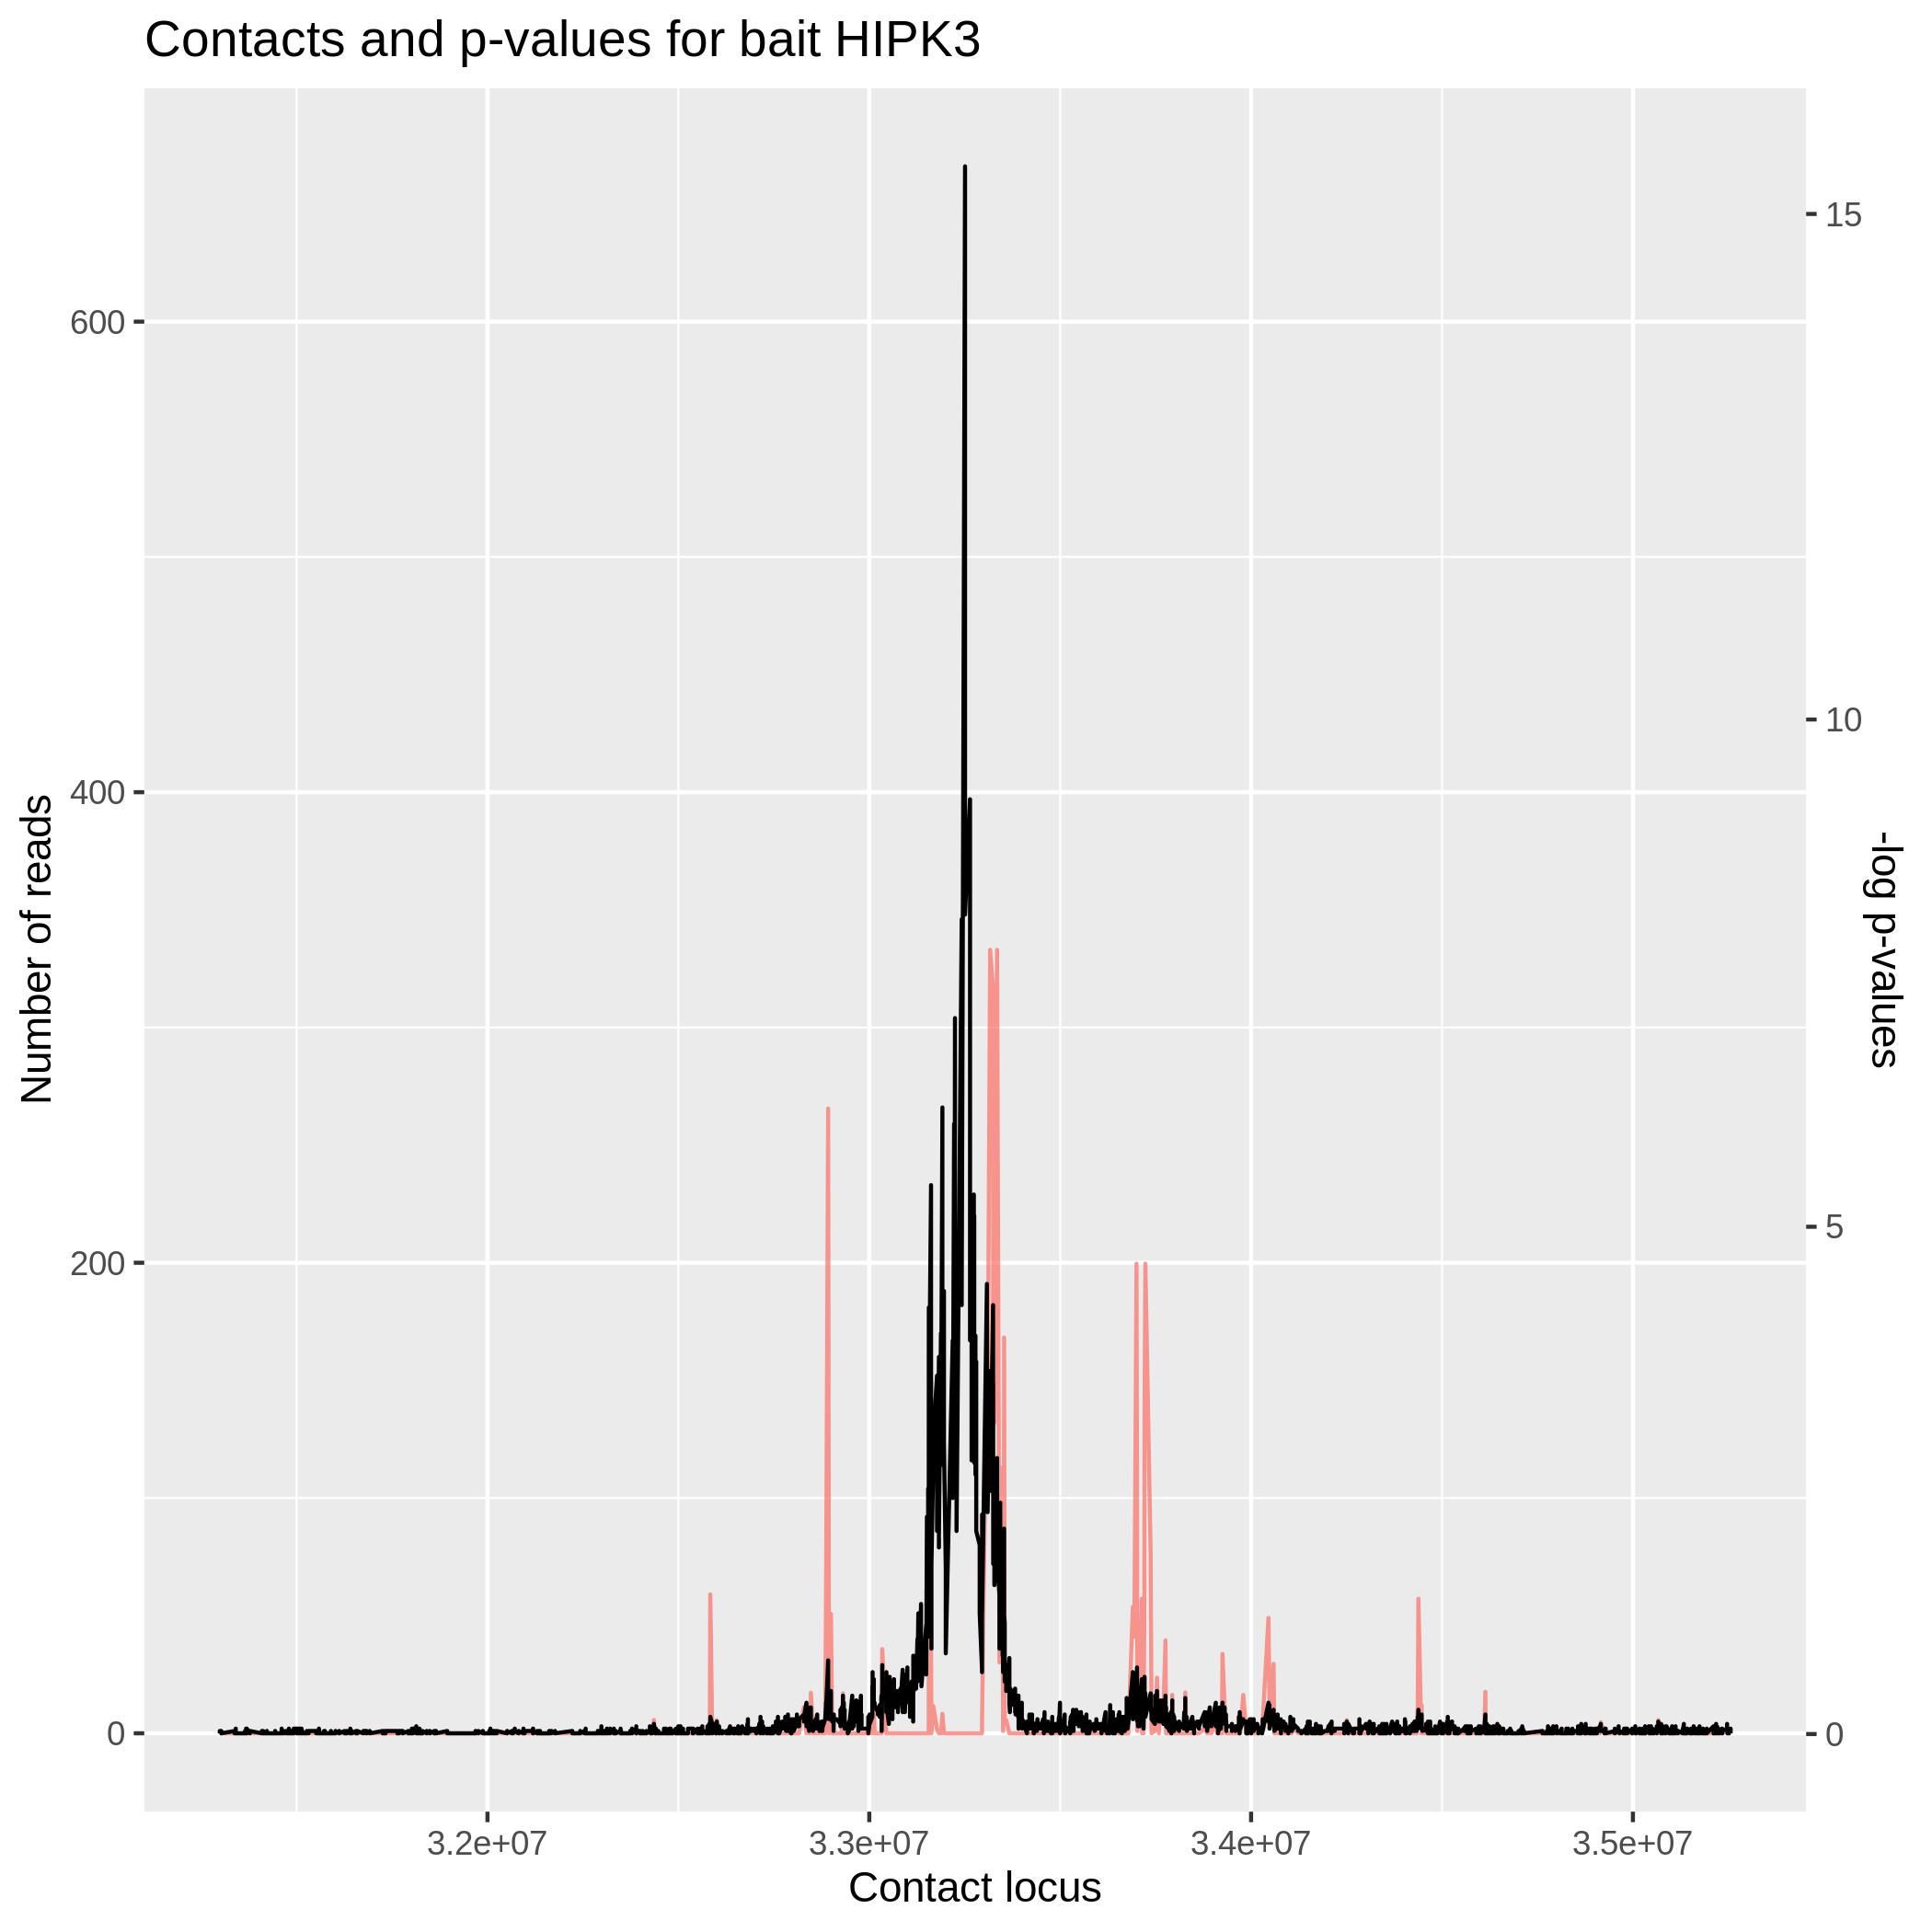 Contacts and p-values for bait HIPK3
Number of reads
600
400
200
0
15
10
5
0
-log p-values
3.2e+07
3.3e+07
3.4e+07
3.5e+07
Contact locus